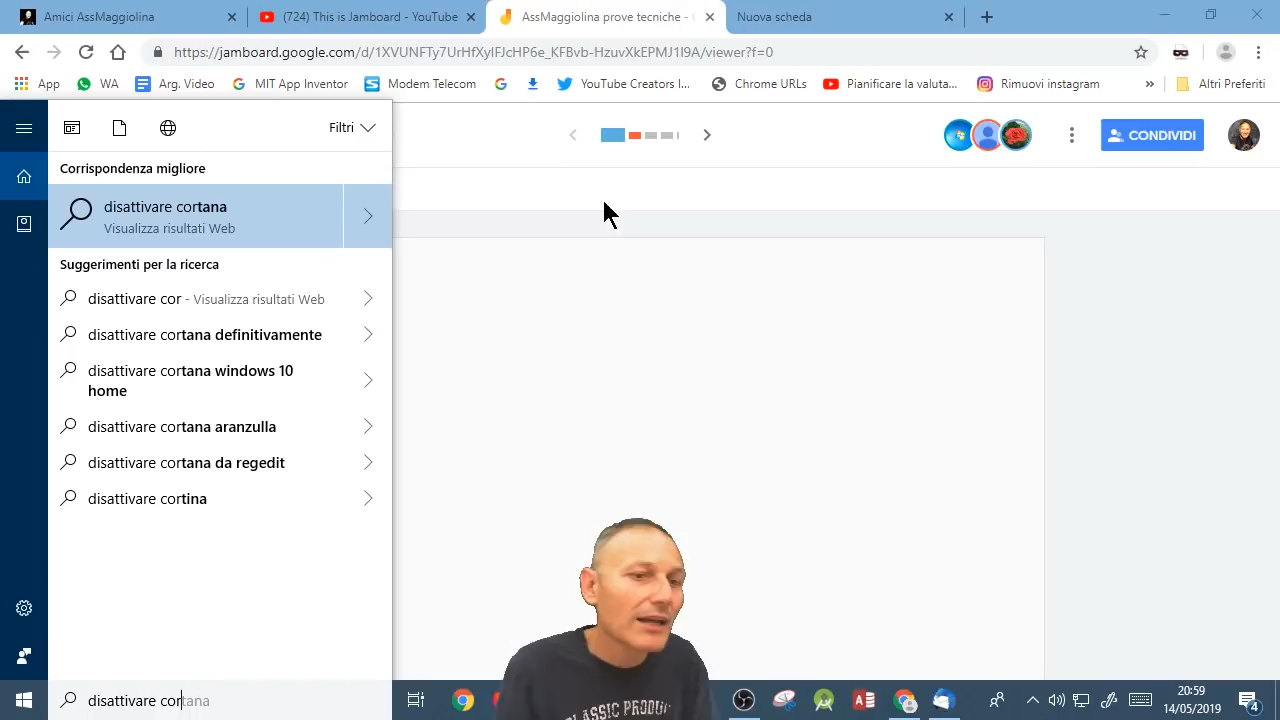 Amici AssMaggiolina
(724) This is Jamboard - YouTube
AssMaggiolina prove tecniche -
Nuova scheda
https://jamboard.google.com/d/1XVUNFTy7UrHfXyIFJcHP6e_KFBvb-HzuvXkEPMJ1I9A/viewer?f=0
App
WA
Arg. Video
MIT App Inventor
Modem Telecom
YouTube Creators I...
Chrome URLs
Pianificare la valuta...
Rimuovi instagram
»
Altri Preferiti
Filtri
CONDIVIDI
Corrispondenza migliore
disattivare cortana
Visualizza risultati Web
Suggerimenti per la ricerca
disattivare cor - Visualizza risultati Web
disattivare cortana definitivamente
disattivare cortana windows 10
home
disattivare cortana aranzulla
disattivare cortana da regedit
disattivare cortina
disattivare cortana
CLASSIC PRODUC
20:59
14/05/2019
4